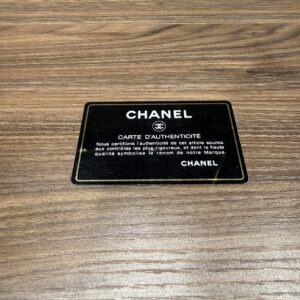 CHANEL
CARTE D'AUTHENTICITÉ
Nous certifions l'authenticité de cet article soumis
aux contrôles les plus rigoureux, et dont la haute
qualité symbolise le renom de notre Marque.
CHANEL